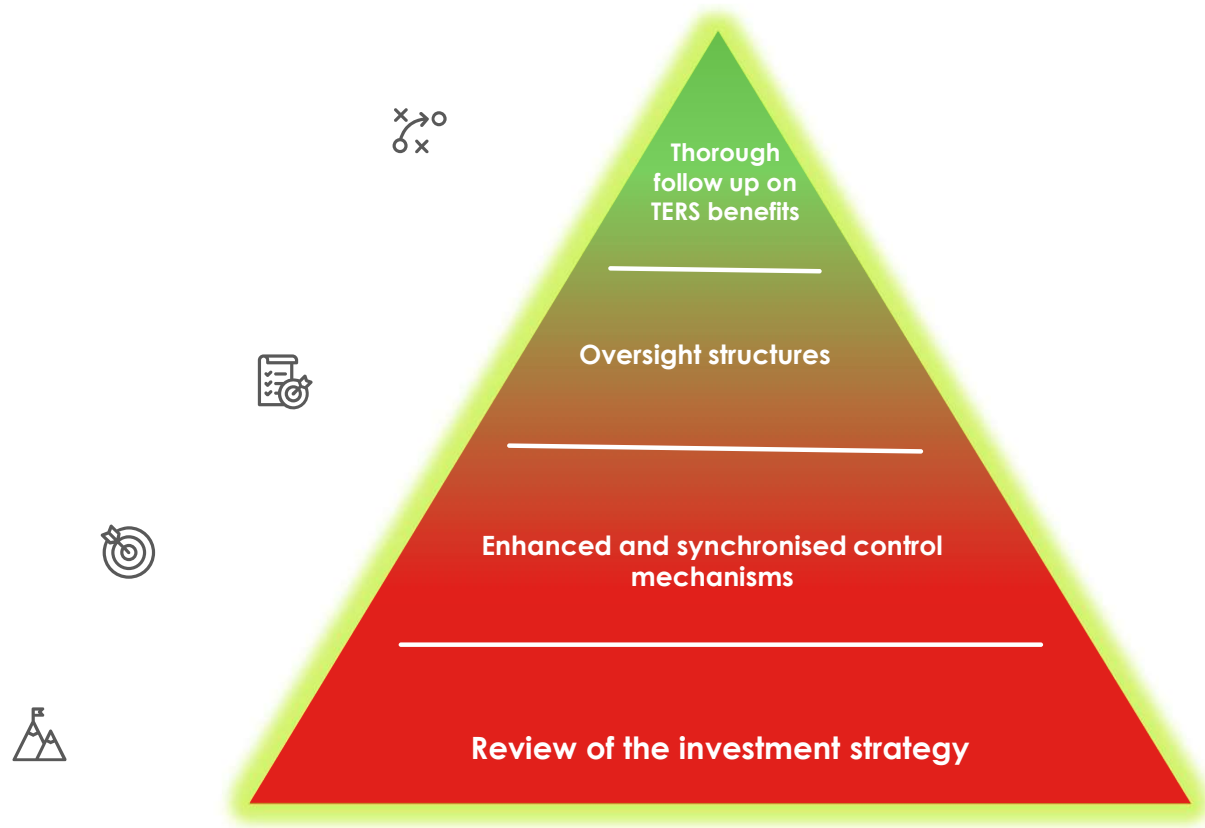 Thorough
follow up on
TERS benefits
Oversight structures
Enhanced and synchronised control
mechanisms
Review of the investment strategy